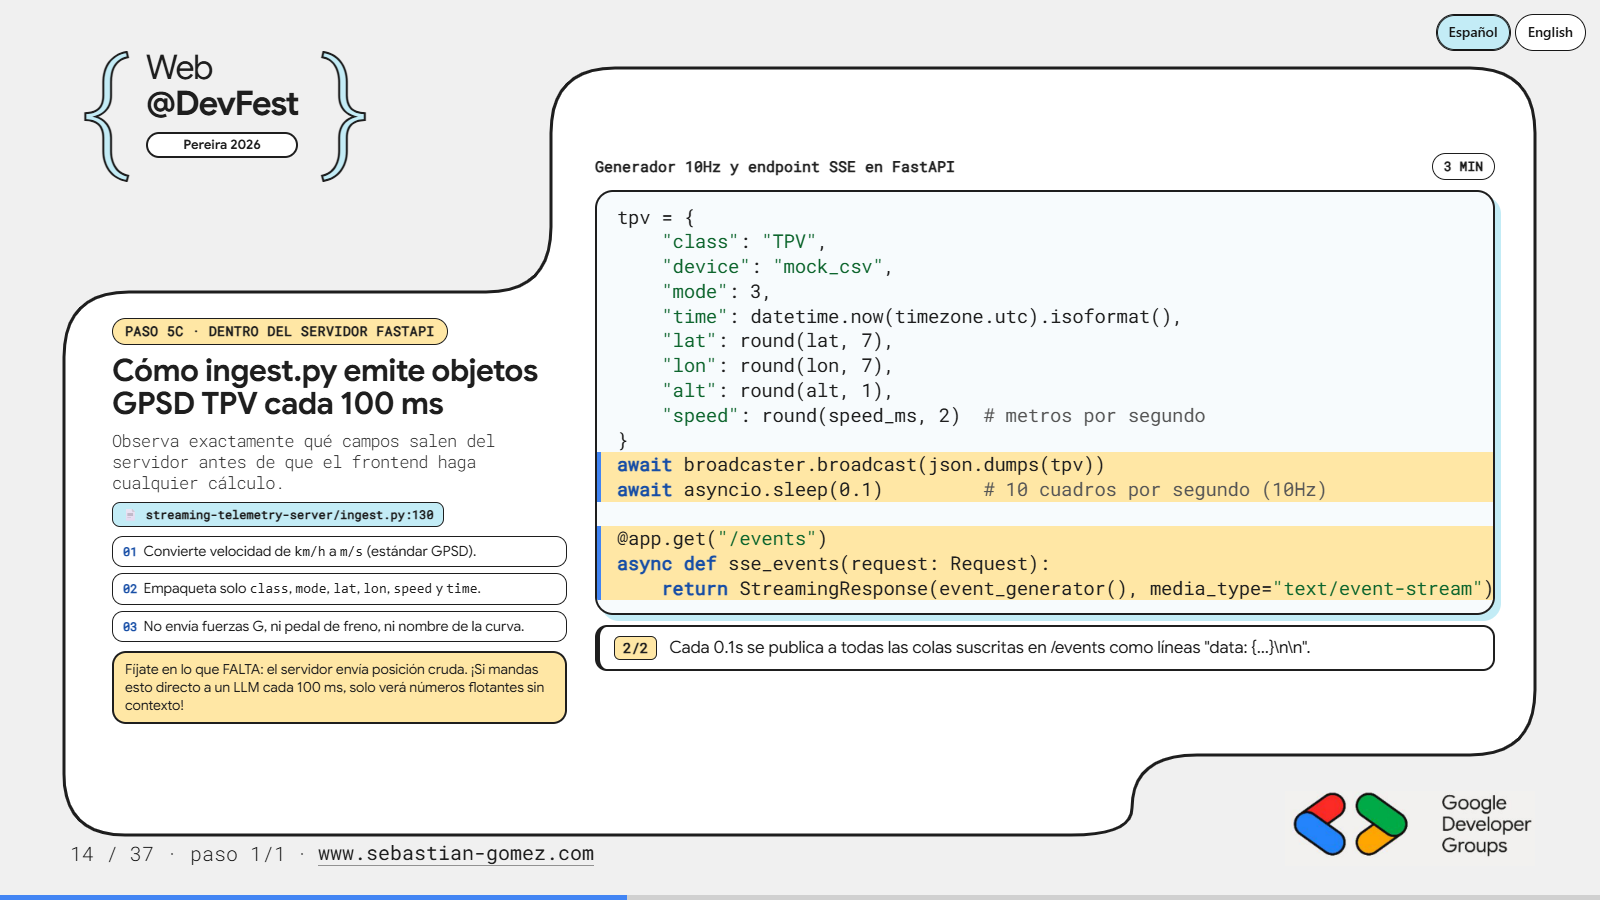 Español
English
Web
@DevFest
Pereira 2026
PASO 5C · DENTRO DEL SERVIDOR FASTAPI
Cómo ingest.py emite objetos
GPSD TPV cada 100 ms
Observa exactamente qué campos salen del
servidor antes de que el frontend haga
cualquier cálculo.
streaming-telemetry-server/ingest.py:130
01 Convierte velocidad de km/h a m/s (estándar GPSD).
02 Empaqueta solo class, mode, lat, lon, speed y time.
03 No envía fuerzas G, ni pedal de freno, ni nombre de la curva.
Fíjate en lo que FALTA: el servidor envía posición cruda. ¡Si mandas
esto directo a un LLM cada 100 ms, solo verá números flotantes sin
contexto!
Generador 10Hz y endpoint SSE en FastAPI
3 MIN
tpv = {
    "class": "TPV",
    "device": "mock_csv",
    "mode": 3,
    "time": datetime.now(timezone.utc).isoformat(),
    "lat": round(lat, 7),
    "lon": round(lon, 7),
    "alt": round(alt, 1),
    "speed": round(speed_ms, 2)  # metros por segundo
}
await broadcaster.broadcast(json.dumps(tpv))
await asyncio.sleep(0.1)         # 10 cuadros por segundo (10Hz)
@app.get("/events")
async def sse_events(request: Request):
    return StreamingResponse(event_generator(), media_type="text/event-stream")
2/2 Cada 0.1s se publica a todas las colas suscritas en /events como líneas "data: {...}\n\n".
14 / 37 · paso 1/1 · www.sebastian-gomez.com
Google
Developer
Groups